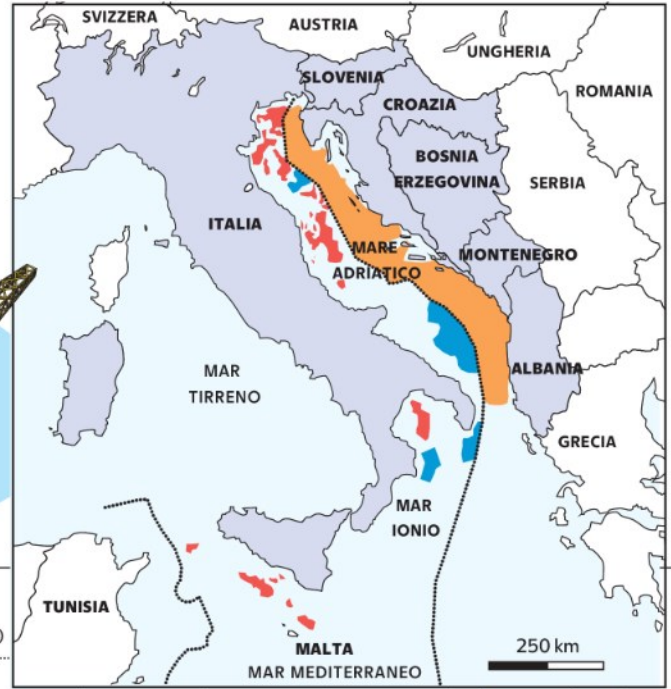 SVIZZERA
AUSTRIA
UNGHERIA
SLOVENIA
ROMANIA
CROAZIA
BOSNIA
ERZEGOVINA
SERBIA
ITALIA
MONTENEGRO
MARE
ADRIATICO
MAR
TIRRENO
ALBANIA
GRECIA
MAR
IONIO
TUNISIA
250 km
MALTA
MAR MEDITERRANEO